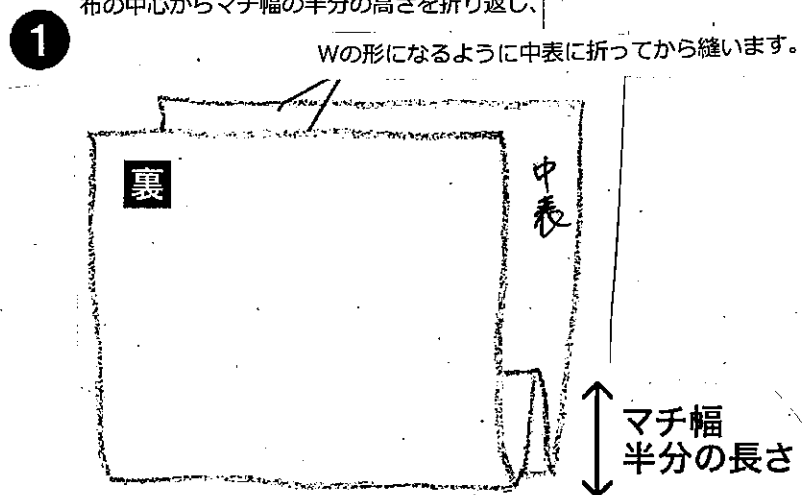 布の中心からマチ幅の半分の高さを折り返し、
1
Wの形になるように中表に折ってから縫います。
裏
中表
マチ幅
半分の長さ